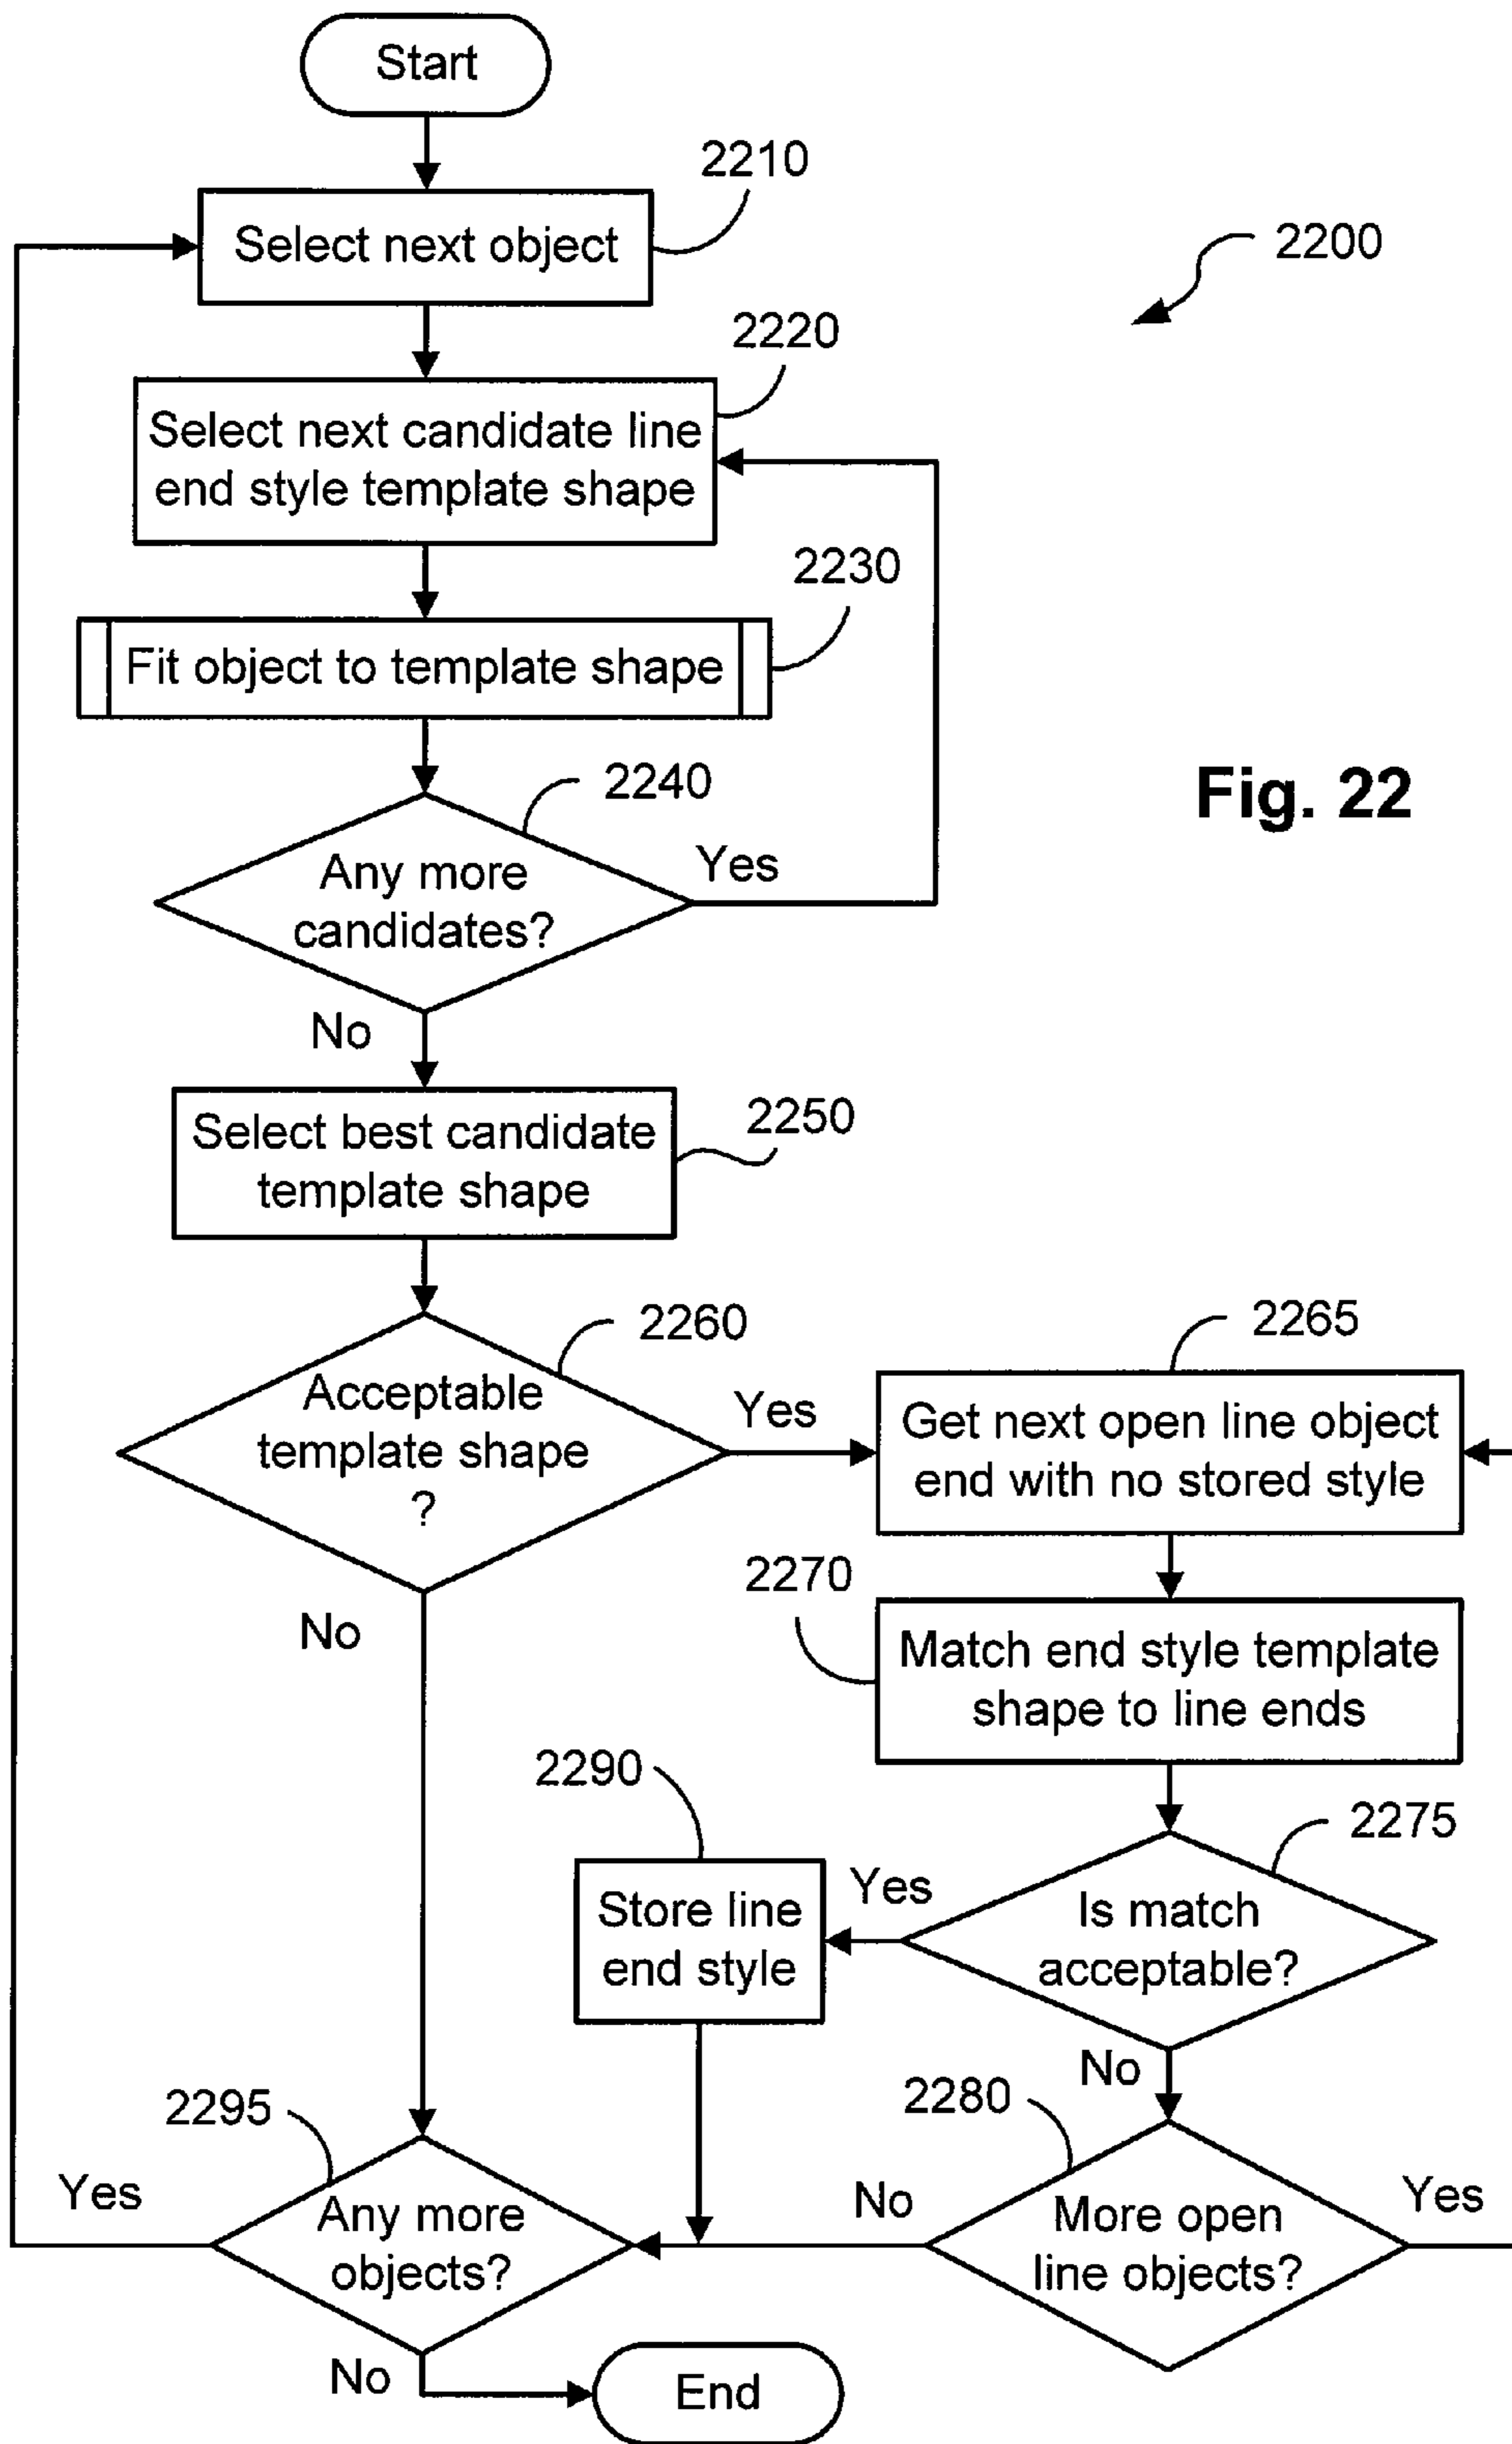 Start
2210
Select next object
2200
2220
Select next candidate line
end style template shape
2230
Fit object to template shape
2240
Fig. 22
Any more
candidates?
Yes
No
2250
Select best candidate
template shape
2260
Acceptable
template shape
?
Yes
2265
Get next open line object
end with no stored style
No
2270
Match end style template
shape to line ends
2290
2275
Store line
end style
Yes
Is match
acceptable?
No
2295
2280
Yes
Any more
objects?
No
More open
line objects?
Yes
No
End